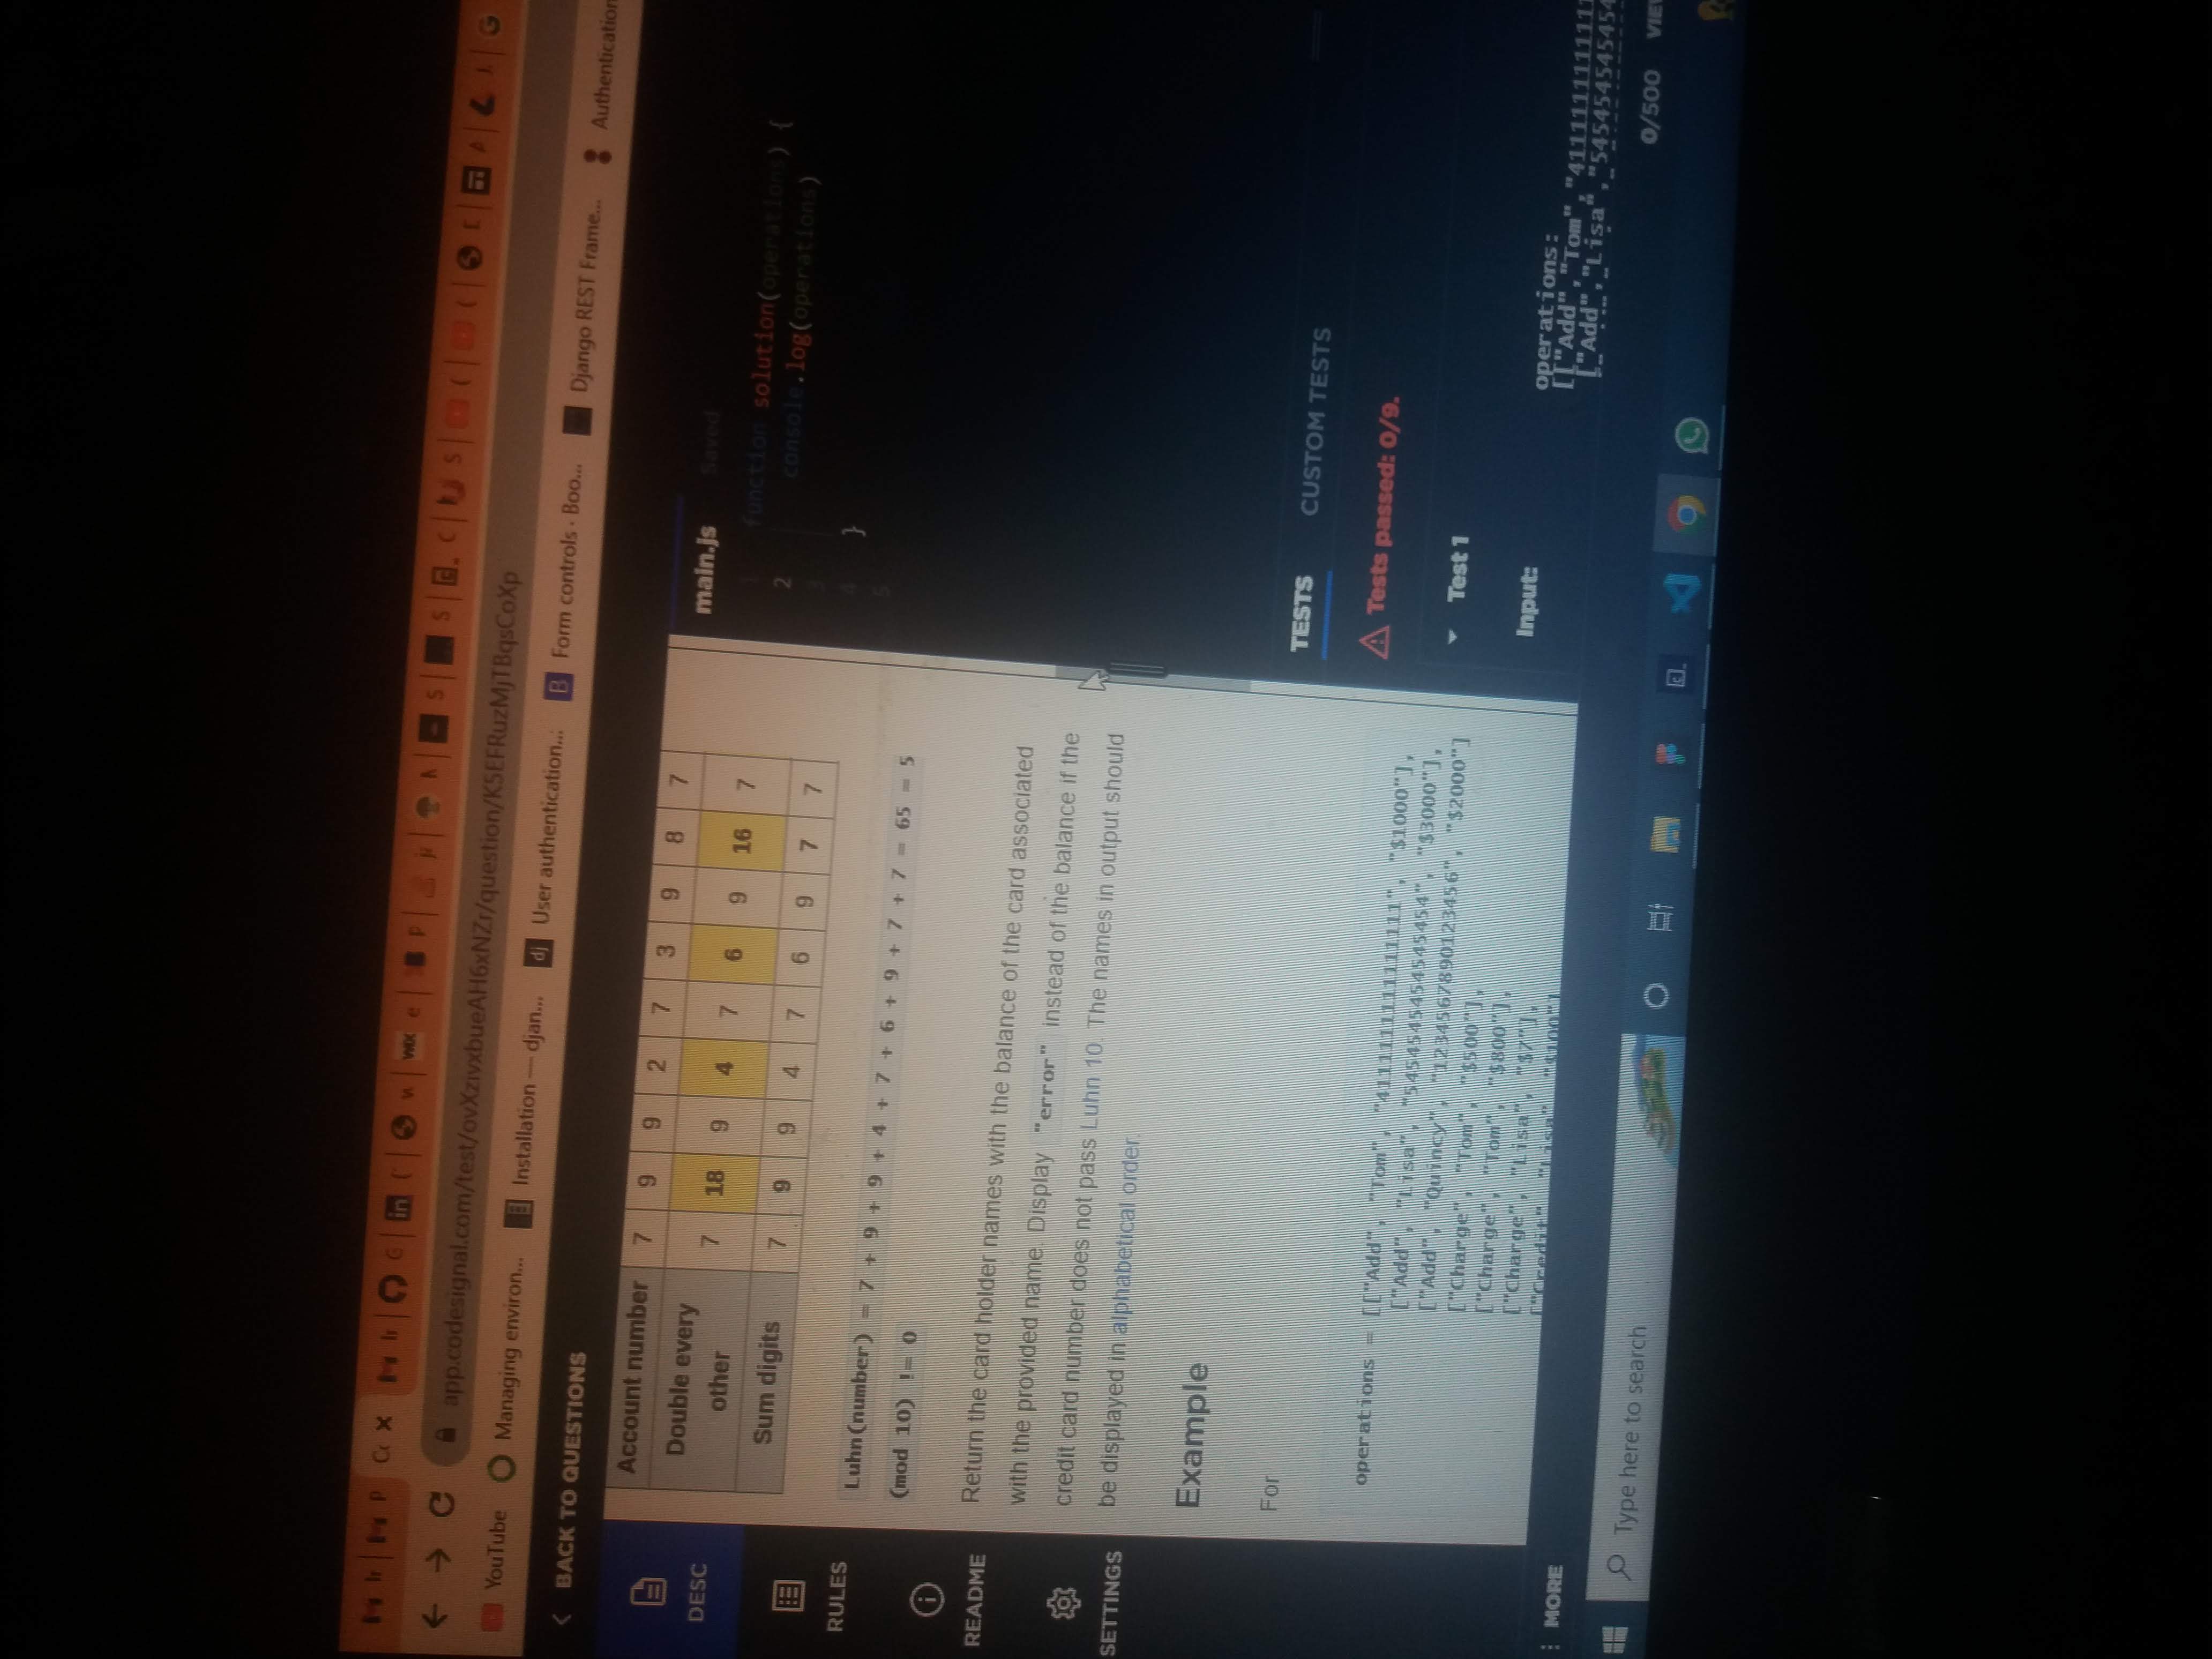 app.codesignal.com/test/ovXzivxbueAH6xNZr/question/K5EFRuzMjTBqsCoXp
YouTube Managing environ... Installation — djan... User authentication... Form controls · Boo... Django REST Frame... Authentication
BACK TO QUESTIONS
DESC
RULES
README
SETTINGS
MORE
Account number 7 9 9 2 7 3 9 8 7
Double every other 7 18 9 4 7 6 9 16 7
Sum digits 7 9 9 4 7 6 9 7 7
Luhn(number) = 7 + 9 + 9 + 4 + 7 + 6 + 9 + 7 + 7 = 65 = 5
(mod 10) != 0
Return the card holder names with the balance of the card associated
with the provided name. Display "error" instead of the balance if the
credit card number does not pass Luhn 10. The names in output should
be displayed in alphabetical order.
Example
For
operations = [["Add", "Tom", "4111111111111111", "$1000"],
["Add", "Lisa", "5454545454545454", "$3000"],
["Add", "Quincy", "1234567890123456", "$2000"]
["Charge", "Tom", "$500"],
["Charge", "Tom", "$800"],
["Charge", "Lisa", "$7"],
["Credit", "Lisa", "$100"]
main.js Saved
1 function solution(operations) {
2 console.log(operations)
3
4 }
5
TESTS CUSTOM TESTS
Tests passed: 0/9.
Test 1
Input:
operations:
[["Add","Tom","411111111111
["Add","Lisa","545454545454
0/500
Type here to search